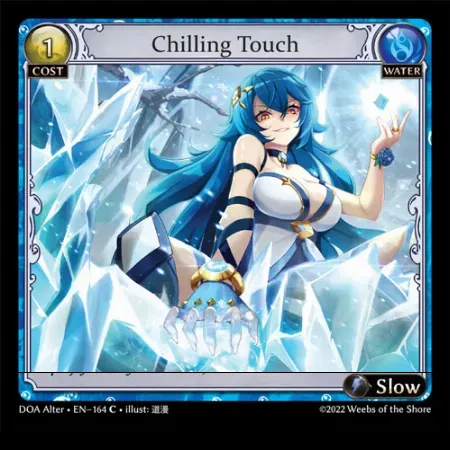 1
Chilling Touch
COST
WATER
Slow
DOA Alter • EN-164 C • illust: 道漫
©2022 Weebs of the Shore